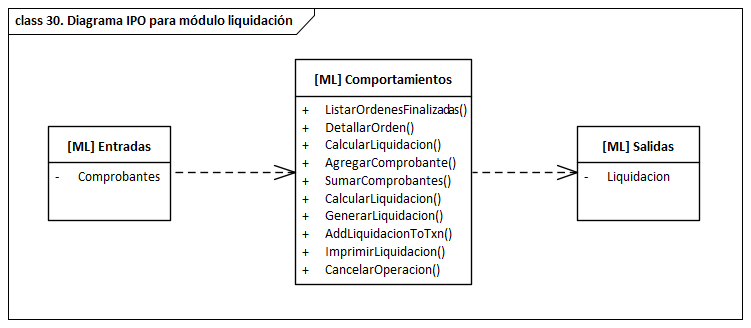 class 30. Diagrama IPO para módulo liquidación
[ML] Entradas
- Comprobantes
[ML] Comportamientos
+ ListarOrdenesFinalizadas()
+ DetallarOrden()
+ CalcularLiquidacion()
+ AgregarComprobante()
+ SumarComprobantes()
+ CalcularLiquidacion()
+ GenerarLiquidacion()
+ AddLiquidacionToTxn()
+ ImprimirLiquidacion()
+ CancelarOperacion()
[ML] Salidas
- Liquidacion